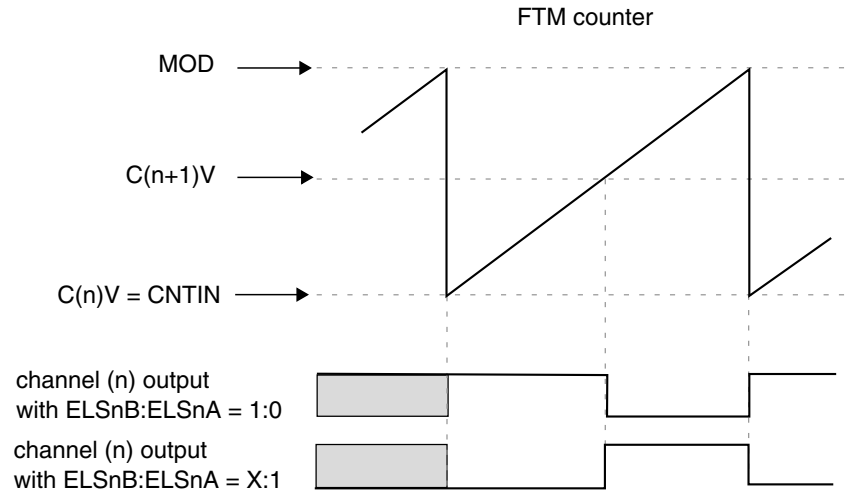 FTM counter
MOD
C(n+1)V
C(n)V = CNTIN
channel (n) output
with ELSnB:ELSnA = 1:0
channel (n) output
with ELSnB:ELSnA = X:1